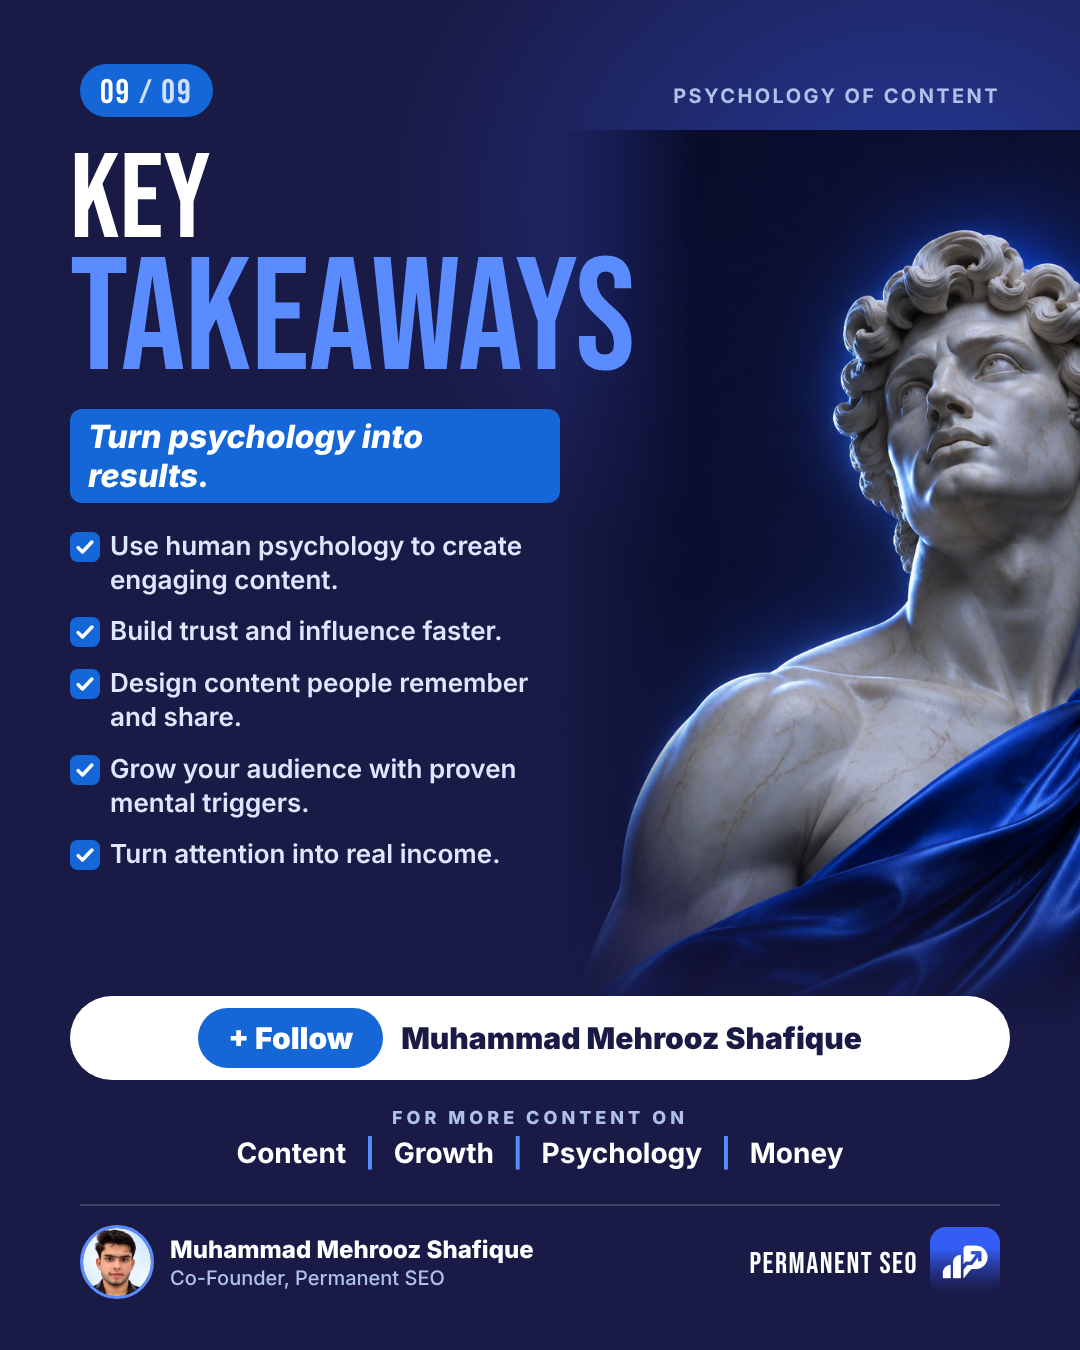 09 / 09
PSYCHOLOGY OF CONTENT
KEY
TAKEAWAYS
Turn psychology into
results.
Use human psychology to create
engaging content.
Build trust and influence faster.
Design content people remember
and share.
Grow your audience with proven
mental triggers.
Turn attention into real income.
+ Follow Muhammad Mehrooz Shafique
FOR MORE CONTENT ON
Content | Growth | Psychology | Money
Muhammad Mehrooz Shafique
Co-Founder, Permanent SEO
PERMANENT SEO